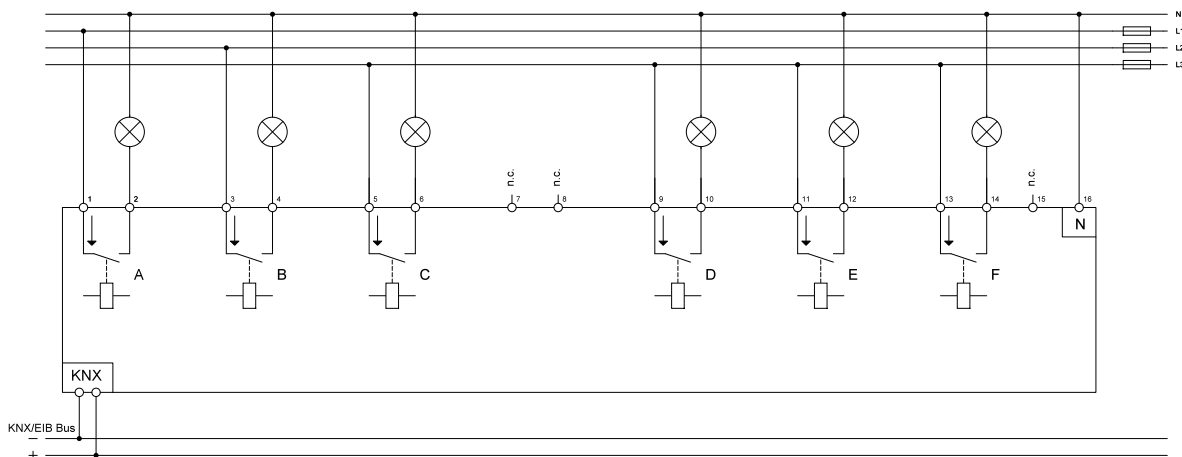 N
L1
L2
L3
n.c. n.c. n.c.
1 2 3 4 5 6 7 8 9 10 11 12 13 14 15 16
N
A B C D E F
KNX
KNX/EIB Bus
–
+